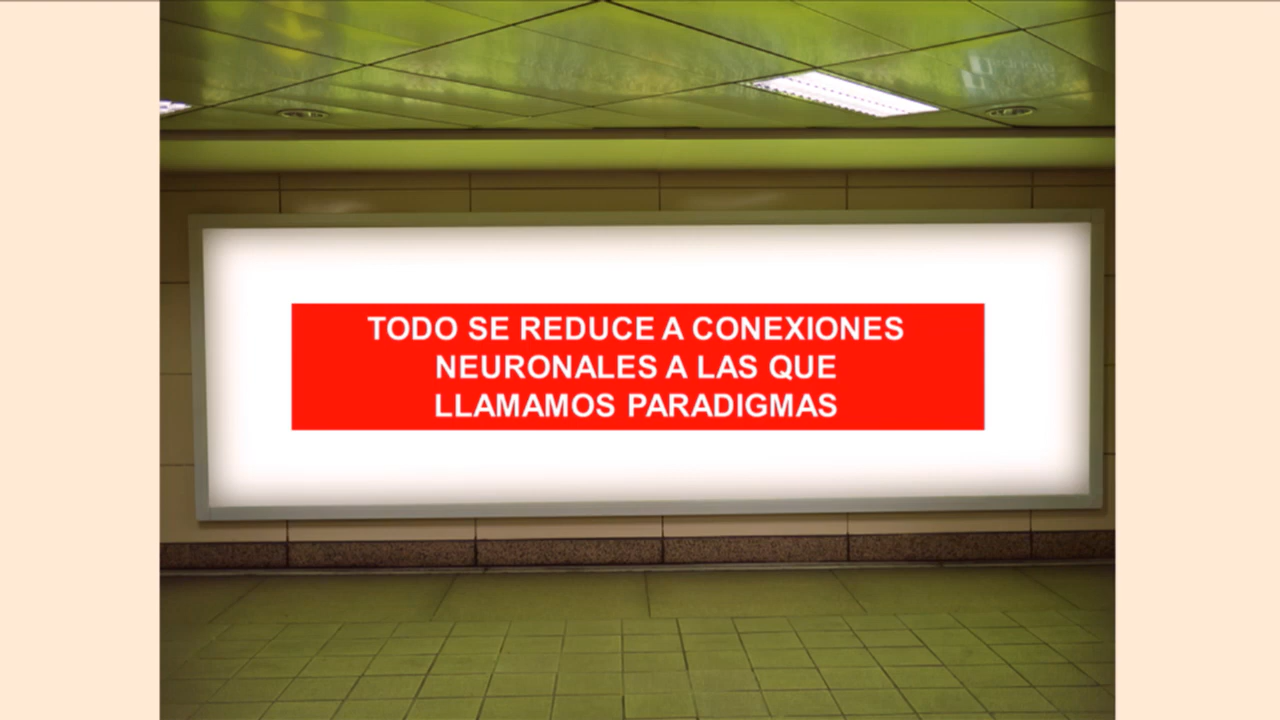 TODO SE REDUCE A CONEXIONES
NEURONALES A LAS QUE
LLAMAMOS PARADIGMAS